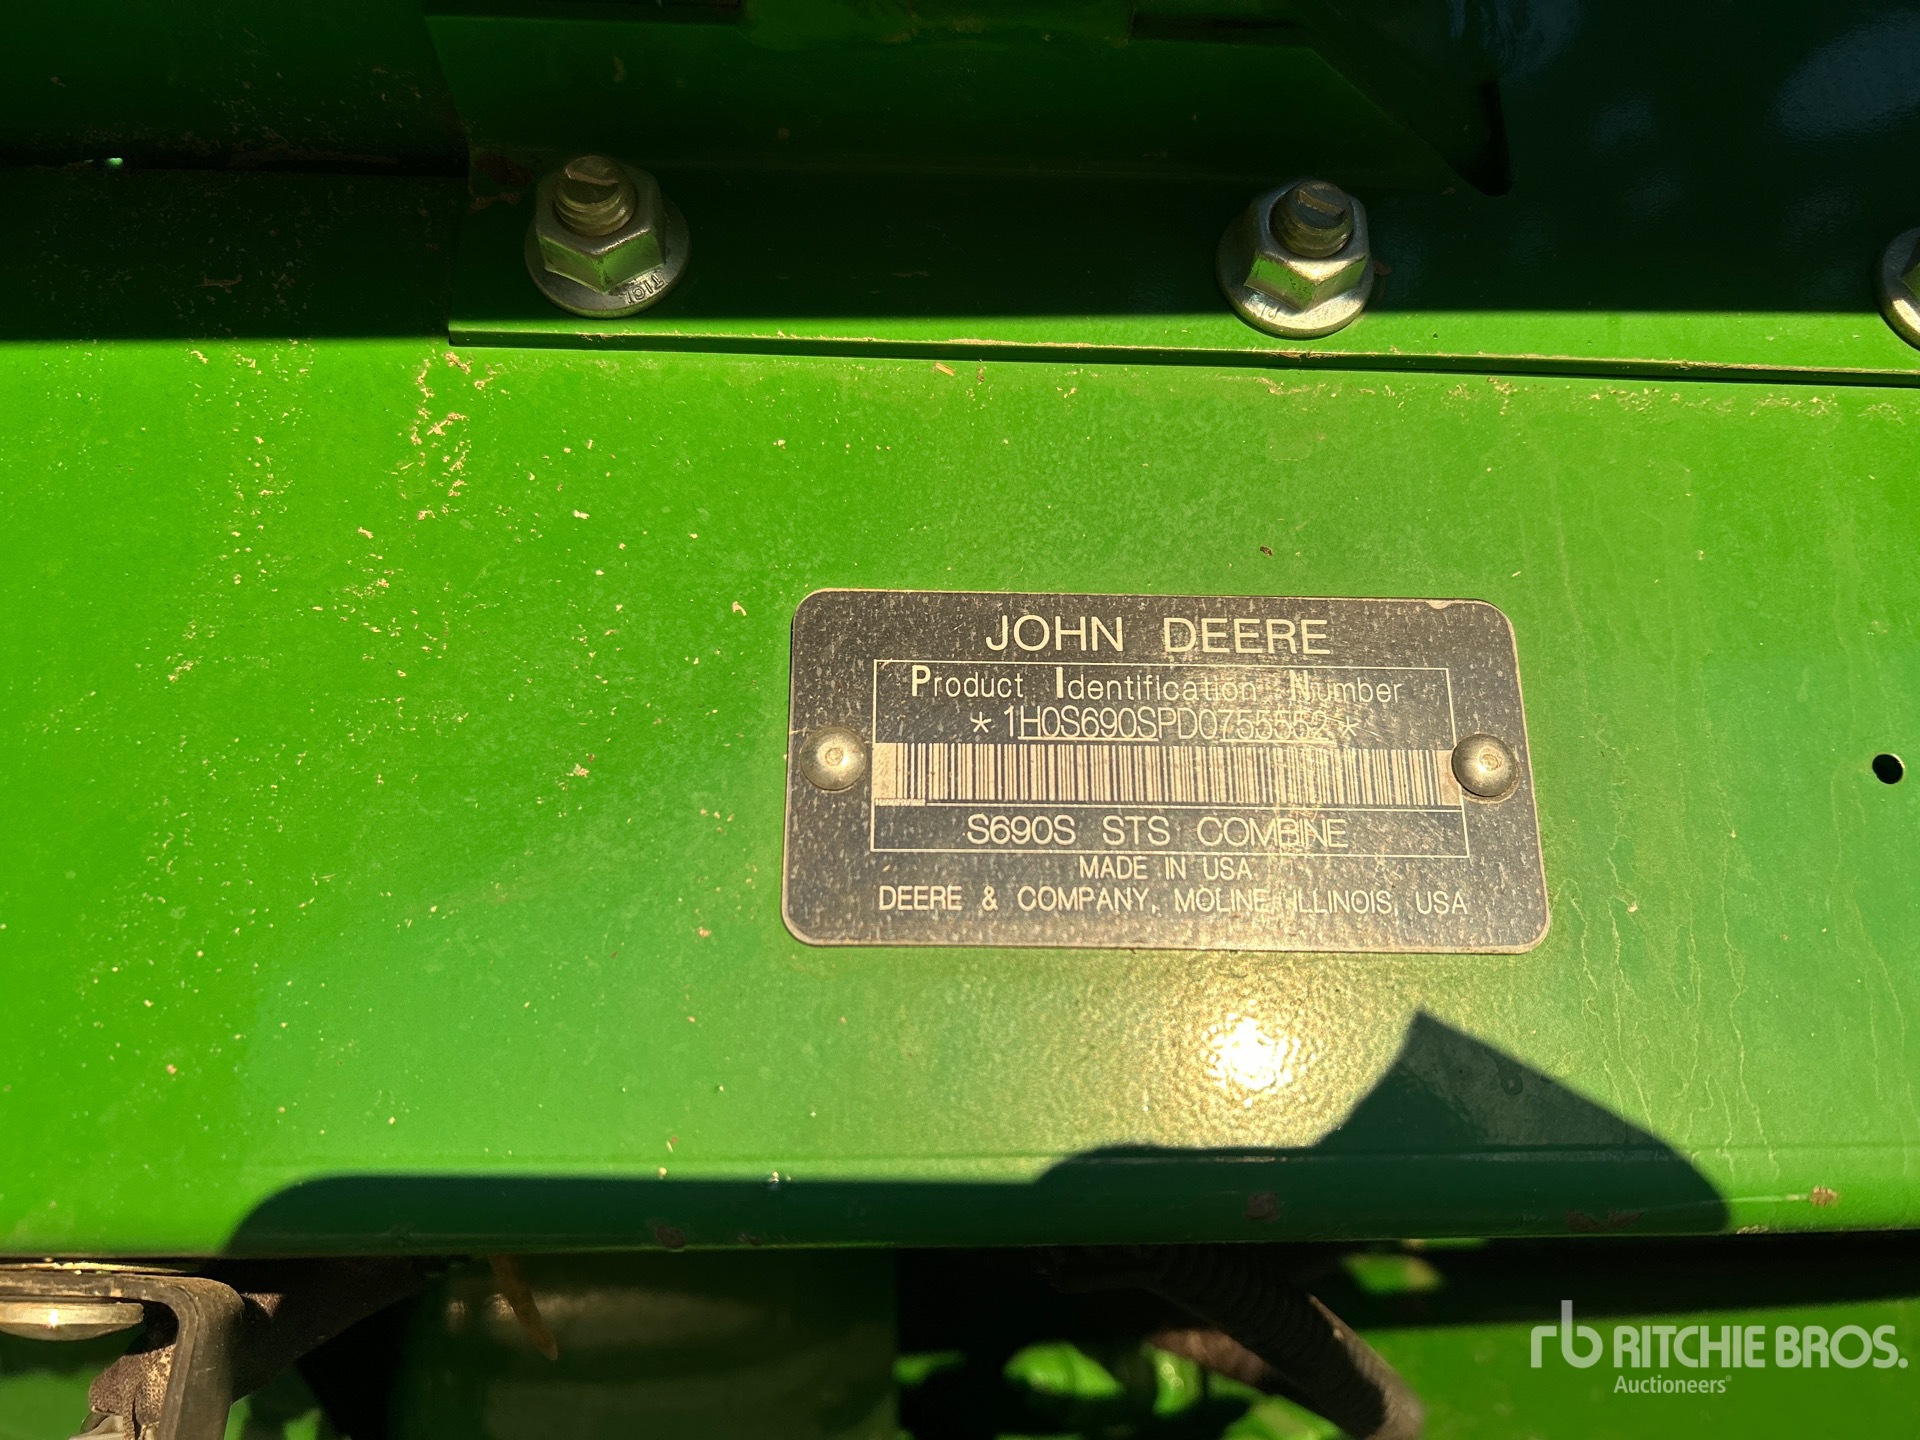 JOHN DEERE
Product Identification Number
*1H0S690SPD0755552*
S690S STS COMBINE
MADE IN USA
DEERE & COMPANY, MOLINE, ILLINOIS, USA
rb RITCHIE BROS.
Auctioneers